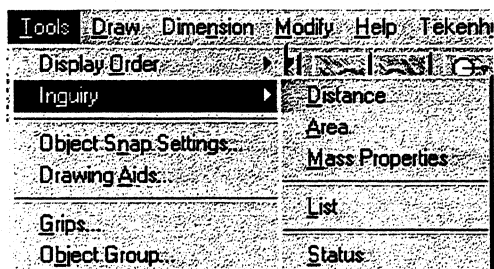 Tools Draw Dimension Modify Help Tekenh
Display Order
Inquiry Distance
Area
Object Snap Settings... Mass Properties
Drawing Aids...
List
Grips...
Object Group... Status